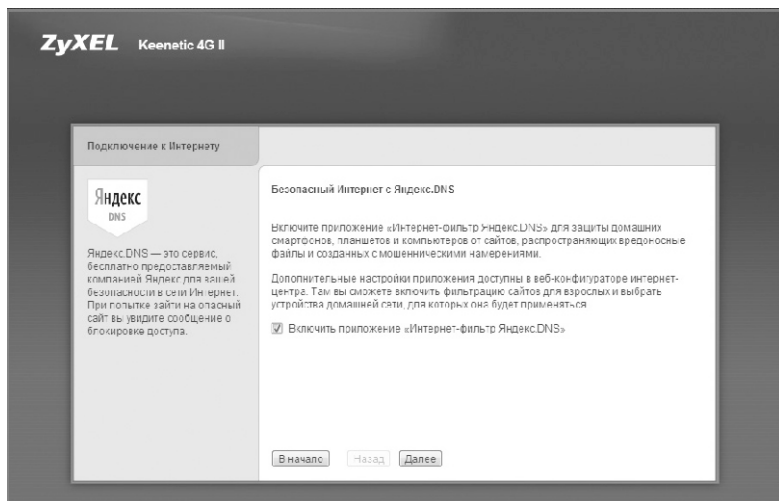 ZyXEL Keenetic 4G II
Подключение к Интернету
Яндекс
DNS
Яндекс.DNS — это сервис,
бесплатно предоставляемый
компанией Яндекс для вашей
безопасности в сети Интернет.
При попытке зайти на опасный
сайт вы увидите сообщение о
блокировке доступа.
Безопасный Интернет с Яндекс.DNS
Включите приложение «Интернет-фильтр Яндекс.DNS» для защиты домашних
смартфонов, планшетов и компьютеров от сайтов, распространяющих вредоносные
файлы и созданных с мошенническими намерениями.
Дополнительные настройки приложения доступны в веб-конфигураторе интернет-
центра. Там вы сможете включить фильтрацию сайтов для взрослых и выбрать
устройства домашней сети, для которых она будет применяться
Включить приложение «Интернет-фильтр Яндекс.DNS»
В начало Назад Далее